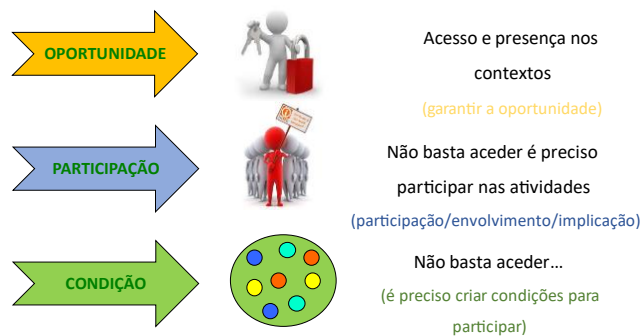 OPORTUNIDADE
Acesso e presença nos
contextos
(garantir a oportunidade)
PARTICIPAÇÃO
Não basta aceder é preciso
participar nas atividades
(participação/envolvimento/implicação)
CONDIÇÃO
Não basta aceder...
(é preciso criar condições para
participar)